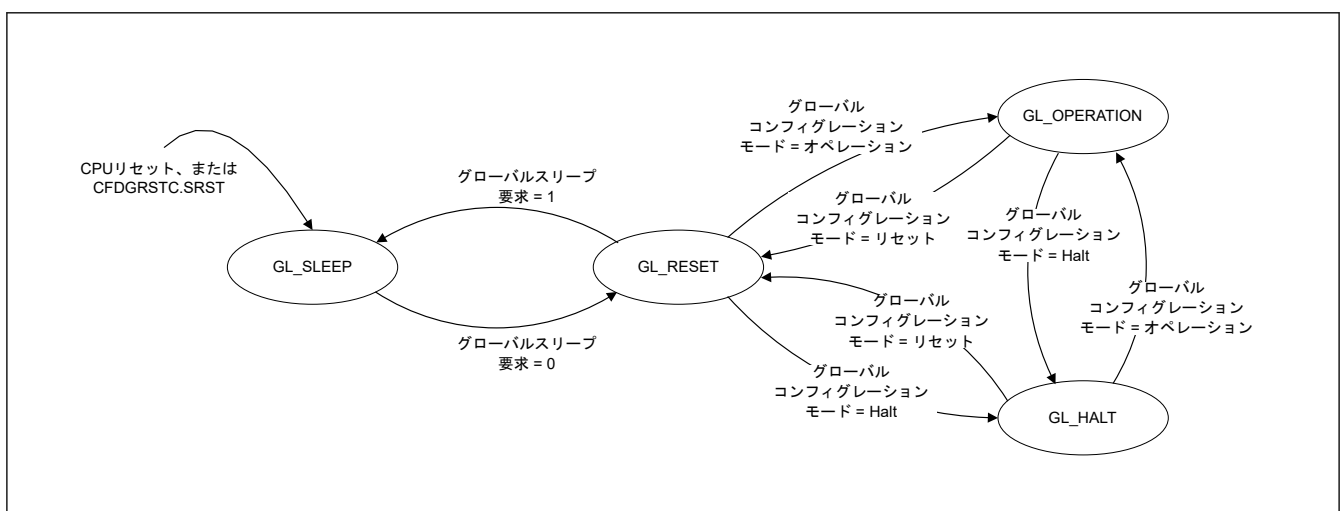 CPUリセット、または
CFDGRSTC.SRST
GL_SLEEP
グローバルスリープ
要求 = 1
グローバルスリープ
要求 = 0
GL_RESET
グローバル
コンフィグレーション
モード = オペレーション
GL_OPERATION
グローバル
コンフィグレーション
モード = リセット
グローバル
コンフィグレーション
モード = Halt
グローバル
コンフィグレーション
モード = オペレーション
グローバル
コンフィグレーション
モード = リセット
グローバル
コンフィグレーション
モード = Halt
GL_HALT